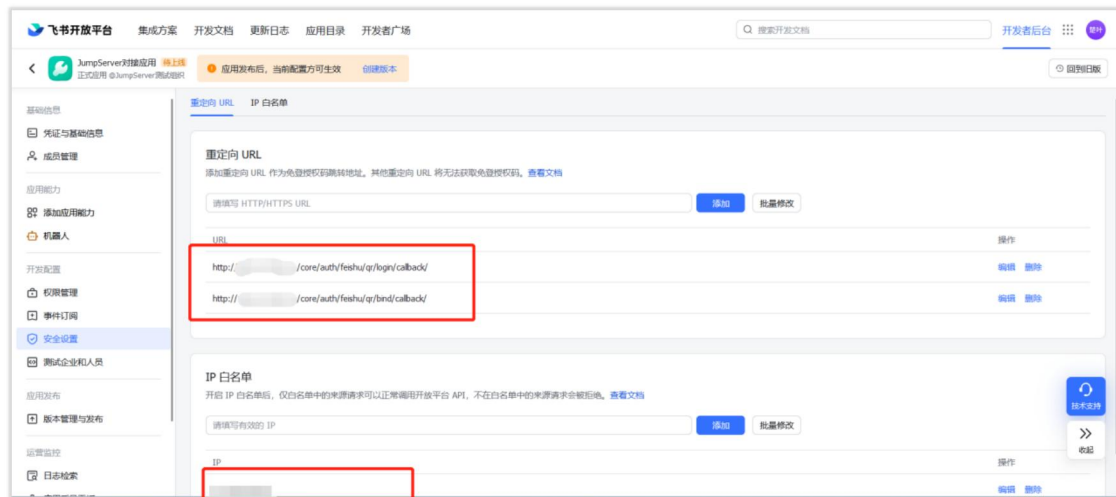 飞书开放平台 集成方案 开发文档 更新日志 应用目录 开发者广场 搜索开发文档 开发者后台 楚叶
JumpServer对接应用 待上线
正式应用 @JumpServer测试组织
应用发布后，当前配置方可生效 创建版本 回到旧版
重定向 URL IP 白名单
基础信息
凭证与基础信息
成员管理
应用能力
添加应用能力
机器人
开发配置
权限管理
事件订阅
安全设置
测试企业和人员
应用发布
版本管理与发布
运营监控
日志检索
重定向 URL
添加重定向 URL 作为免登授权码跳转地址。其他重定向 URL 将无法获取免登授权码。查看文档
请填写 HTTP/HTTPS URL 添加 批量修改
URL 操作
http:/ /core/auth/feishu/qr/login/callback/ 编辑 删除
http:// /core/auth/feishu/qr/bind/callback/ 编辑 删除
IP 白名单
开启 IP 白名单后，仅白名单中的来源请求可以正常调用开放平台 API，不在白名单中的来源请求会被拒绝。查看文档
请填写有效的 IP 添加 批量修改
IP 操作
编辑 删除
技术支持
收起